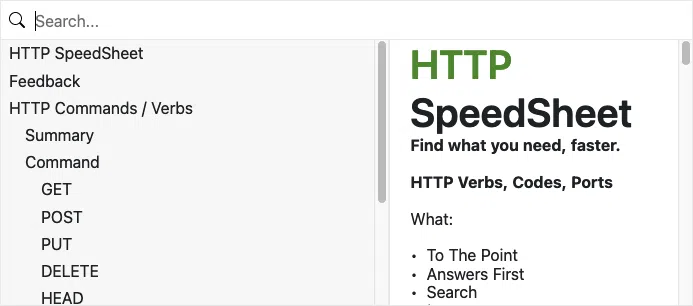 Search...
HTTP SpeedSheet
Feedback
HTTP Commands / Verbs
Summary
Command
GET
POST
PUT
DELETE
HEAD
HTTP
SpeedSheet
Find what you need, faster.
HTTP Verbs, Codes, Ports
What:
• To The Point
• Answers First
• Search